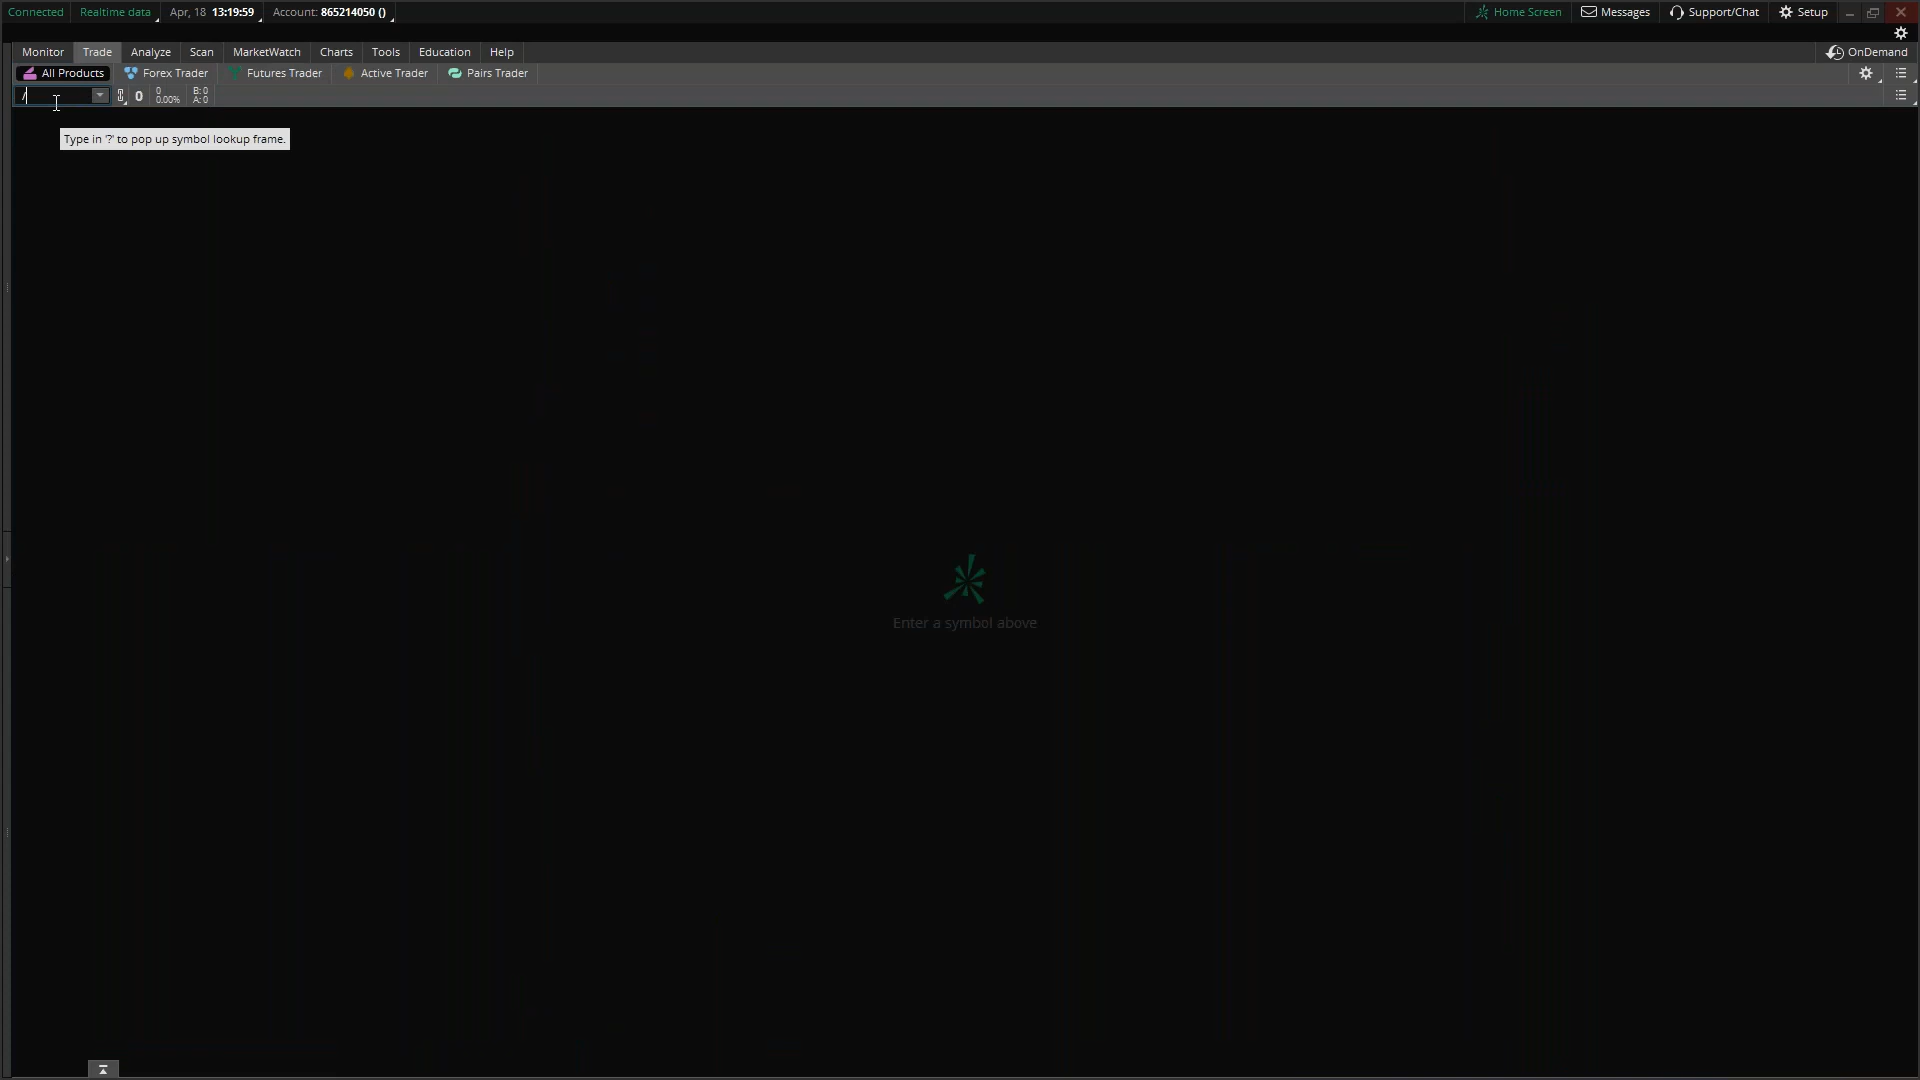 Connected Realtime data Apr, 18 13:19:59 Account: 865214050 () Home Screen Messages Support/Chat Setup
Monitor Trade Analyze Scan MarketWatch Charts Tools Education Help OnDemand
All Products Forex Trader Futures Trader Active Trader Pairs Trader
/ 0 0 B: 0
0.00% A: 0
Type in '?' to pop up symbol lookup frame.
Enter a symbol above